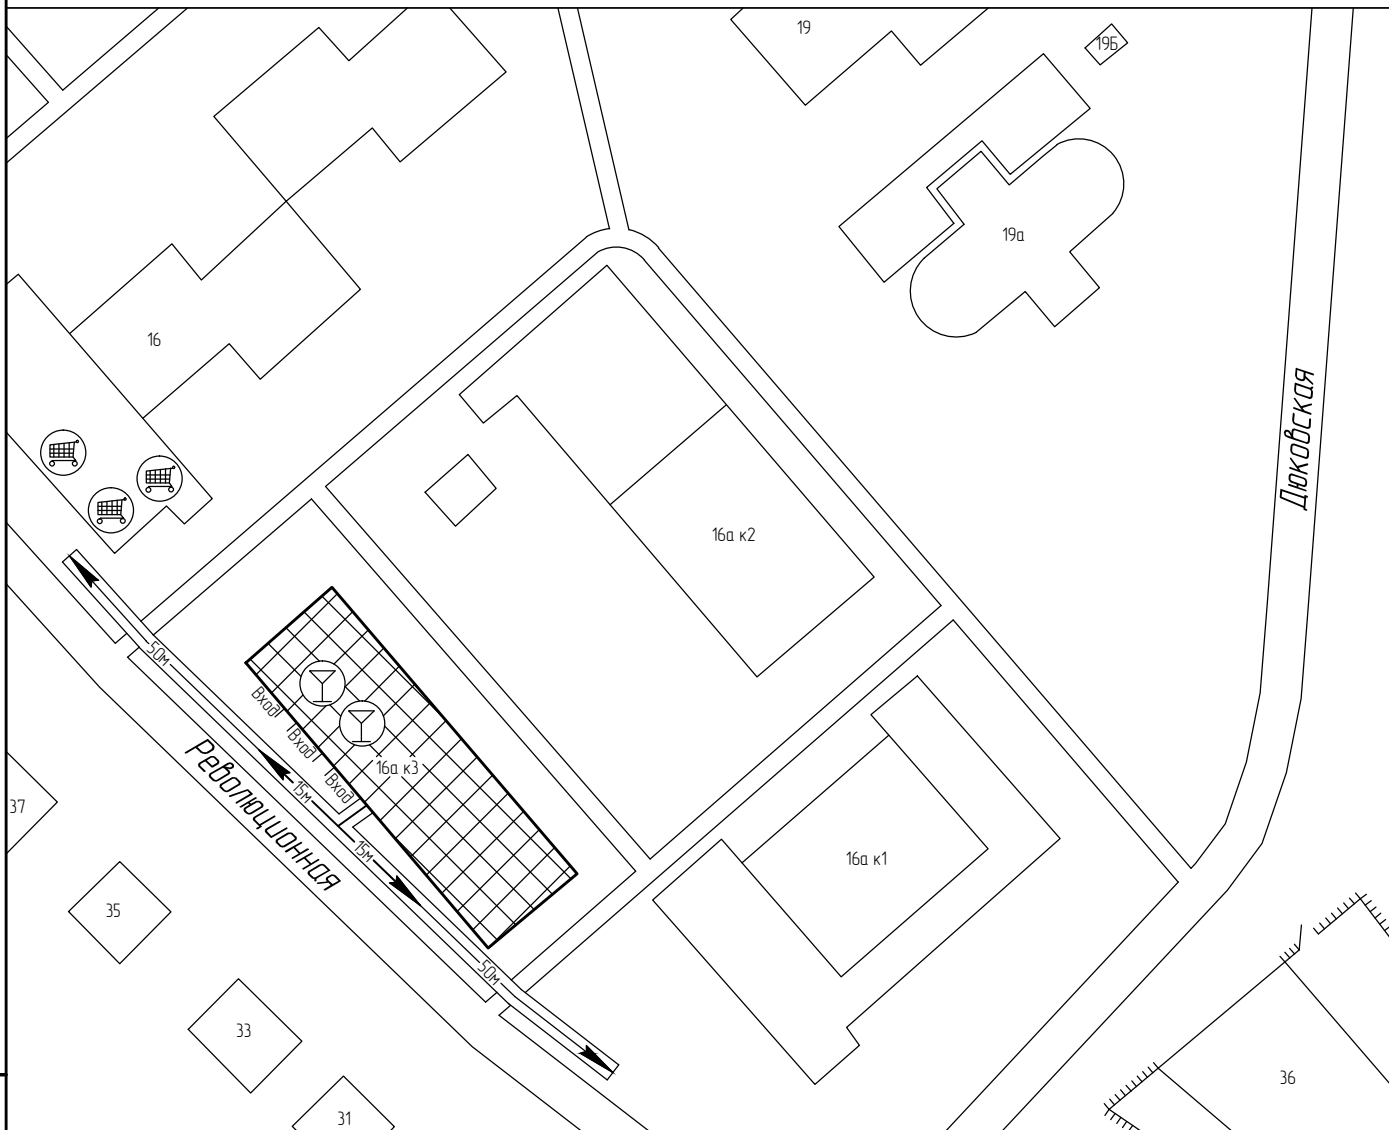 19
19Б
19а
16
Дюковская
16а к2
50м
Вход
Вход
16а к3
Вход
15м
Революционная
37
15м
16а к1
35
50м
33
36
31